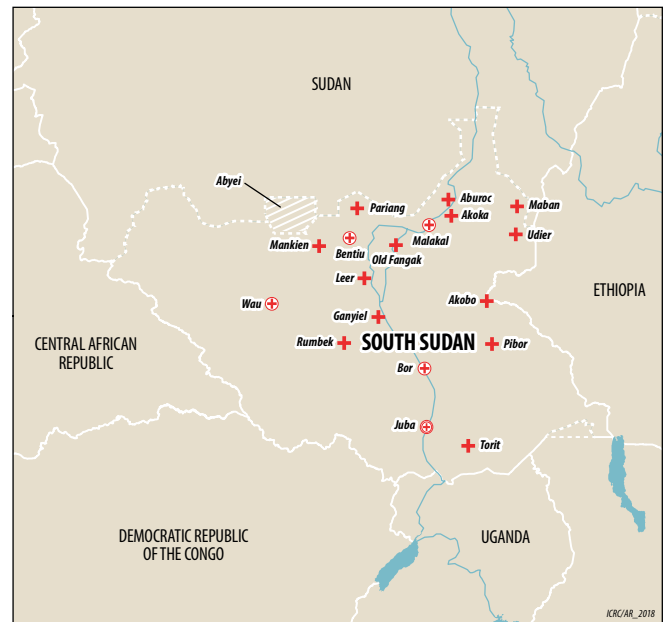 SUDAN
Abyei
Pariang
Aburoc
Akoka
Maban
Malakal
Udier
Mankien
Bentiu
Old Fangak
Leer
ETHIOPIA
Wau
Akobo
Ganyiel
CENTRAL AFRICAN
REPUBLIC
Rumbek
SOUTH SUDAN
Pibor
Bor
Juba
Torit
DEMOCRATIC REPUBLIC
OF THE CONGO
UGANDA
ICRC/AR_2018